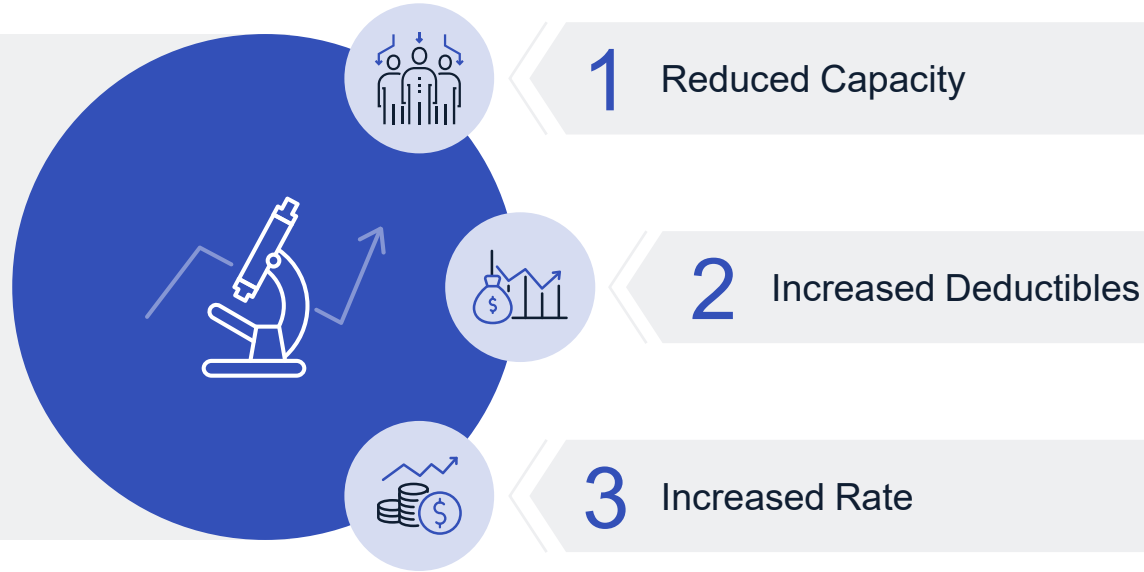 1 Reduced Capacity
2 Increased Deductibles
$
3 Increased Rate
$